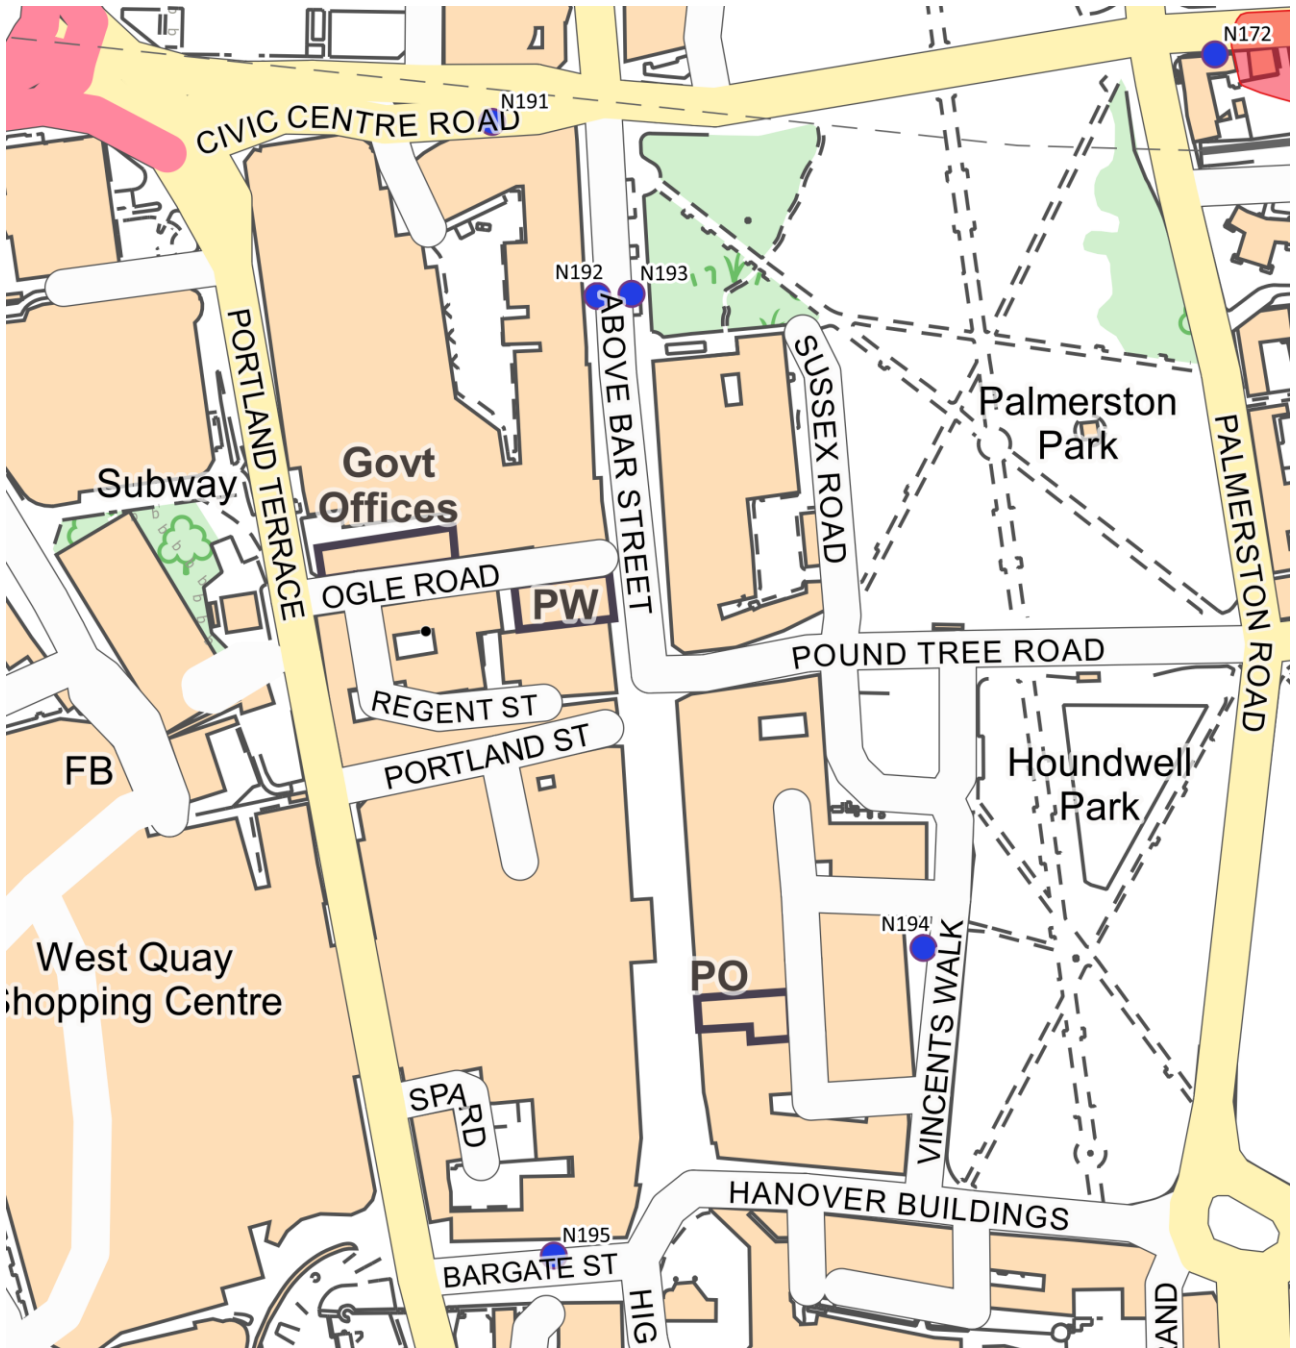 N172
N191
CIVIC CENTRE ROAD
N192
N193
ABOVE BAR STREET
PORTLAND TERRACE
SUSSEX ROAD
Palmerston
Park
PALMERSTON ROAD
Govt
Offices
Subway
OGLE ROAD
PW
POUND TREE ROAD
REGENT ST
PORTLAND ST
FB
Houndwell
Park
N194
VINCENTS WALK
West Quay
Shopping Centre
PO
SPA RD
HANOVER BUILDINGS
N195
BARGATE ST
HIG
AND